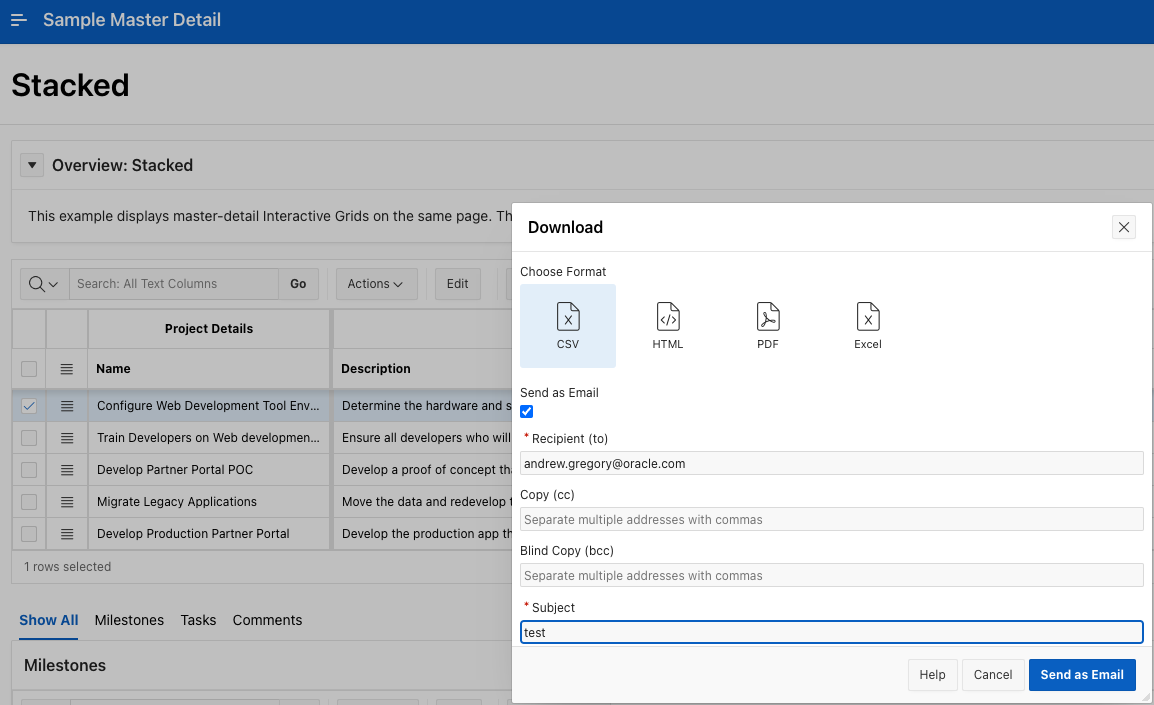 Sample Master Detail
Stacked
Overview: Stacked
This example displays master-detail Interactive Grids on the same page. Th
Search: All Text Columns
Go
Actions
Edit
Project Details
Name
Description
Configure Web Development Tool Env...
Determine the hardware and s
Train Developers on Web developmen...
Ensure all developers who will
Develop Partner Portal POC
Develop a proof of concept tha
Migrate Legacy Applications
Move the data and redevelop t
Develop Production Partner Portal
Develop the production app th
1 rows selected
Show All
Milestones
Tasks
Comments
Milestones
Download
Choose Format
CSV
HTML
PDF
Excel
Send as Email
* Recipient (to)
andrew.gregory@oracle.com
Copy (cc)
Separate multiple addresses with commas
Blind Copy (bcc)
Separate multiple addresses with commas
* Subject
test
Help
Cancel
Send as Email